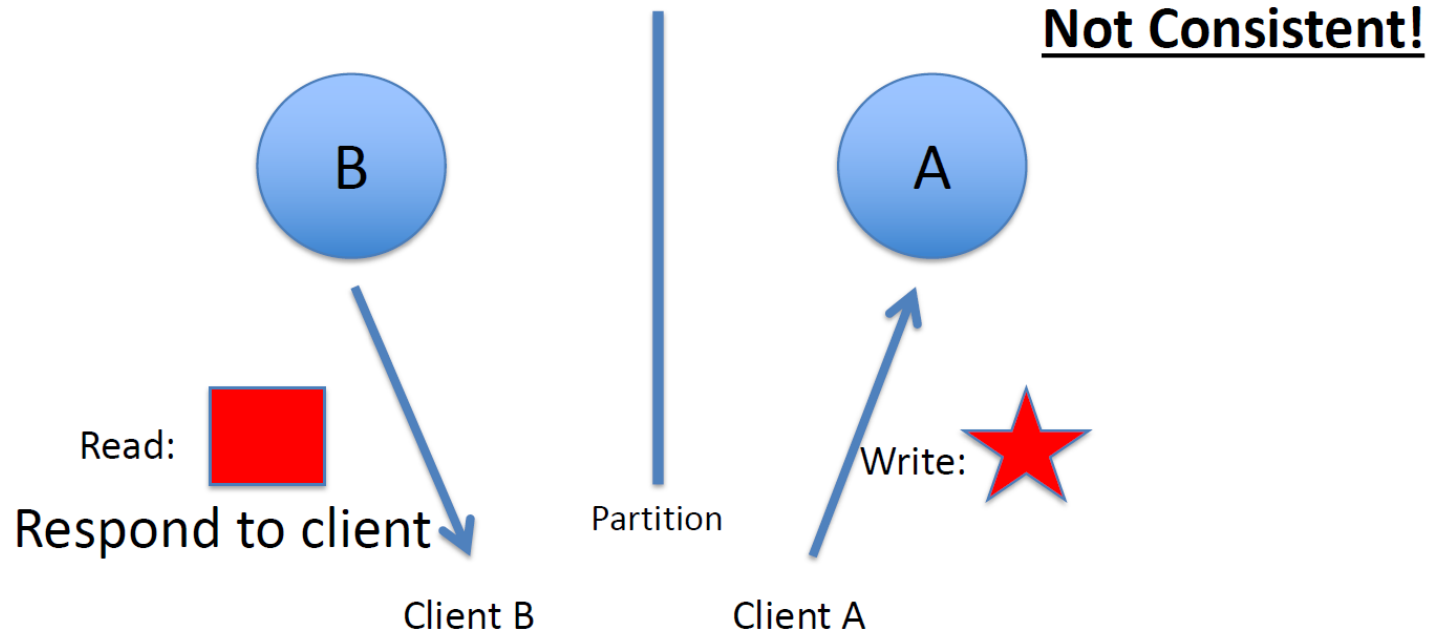 Not Consistent!
B
A
Read:
Write:
Respond to client
Partition
Client B
Client A